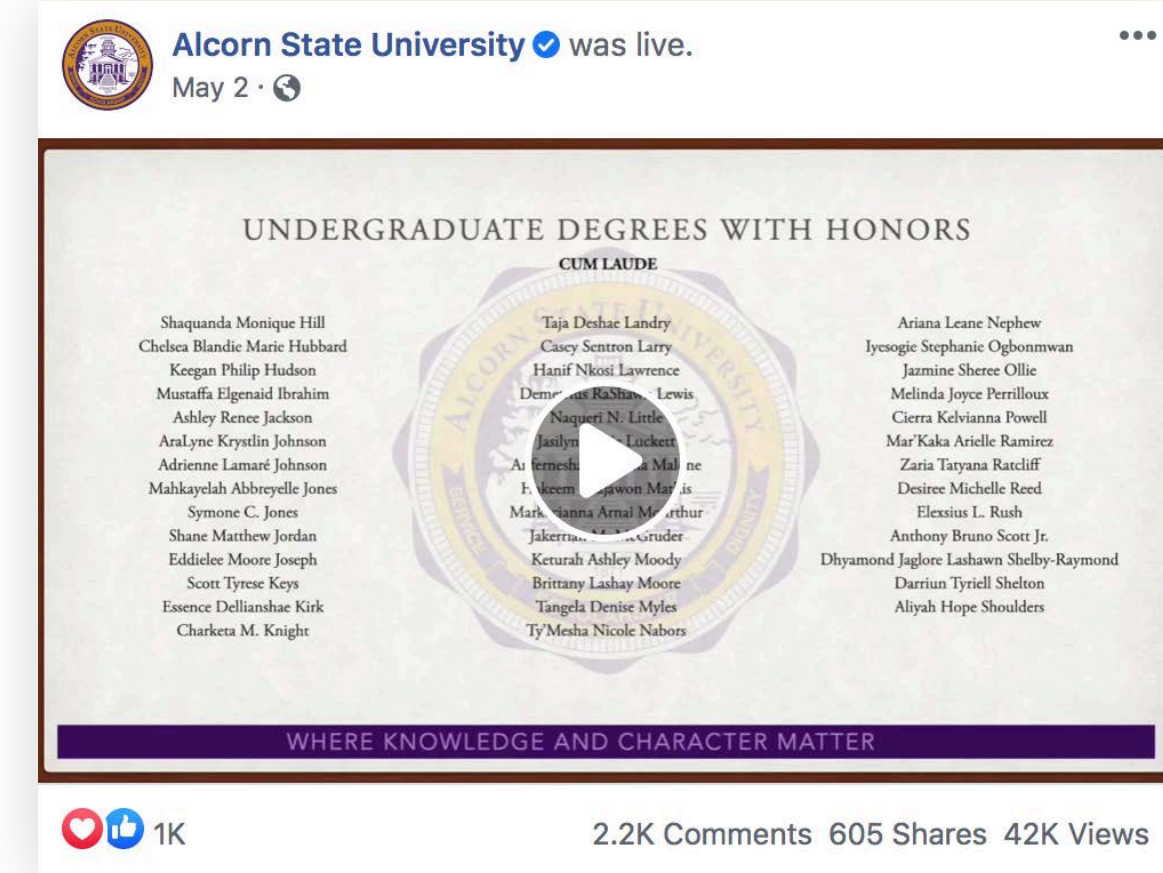 Alcorn State University was live.
May 2 ·
UNDERGRADUATE DEGREES WITH HONORS
CUM LAUDE
Shaquanda Monique Hill
Chelsea Blandie Marie Hubbard
Keegan Philip Hudson
Mustaffa Elgenaid Ibrahim
Ashley Renee Jackson
AraLyne Krystlin Johnson
Adrienne Lamaré Johnson
Mahkayelah Abbreyelle Jones
Symone C. Jones
Shane Matthew Jordan
Eddielee Moore Joseph
Scott Tyrese Keys
Essence Dellianshae Kirk
Charketa M. Knight
Taja Deshae Landry
Casey Sentron Larry
Hanif Nkosi Lawrence
Lewis
Naqueri N. Little
Luckett
Keturah Ashley Moody
Brittany Lashay Moore
Tangela Denise Myles
Ty'Mesha Nicole Nabors
Ariana Leane Nephew
Iyesogie Stephanie Ogbonmwan
Jazmine Sheree Ollie
Melinda Joyce Perrilloux
Cierra Kelvianna Powell
Mar'Kaka Arielle Ramirez
Zaria Tatyana Ratcliff
Desiree Michelle Reed
Elexsius L. Rush
Anthony Bruno Scott Jr.
Dhyamond Jaglore Lashawn Shelby-Raymond
Darriun Tyriell Shelton
Aliyah Hope Shoulders
ALCORN STATE UNIVERSITY
SERVICE
DIGNITY
WHERE KNOWLEDGE AND CHARACTER MATTER
1K
2.2K Comments 605 Shares 42K Views